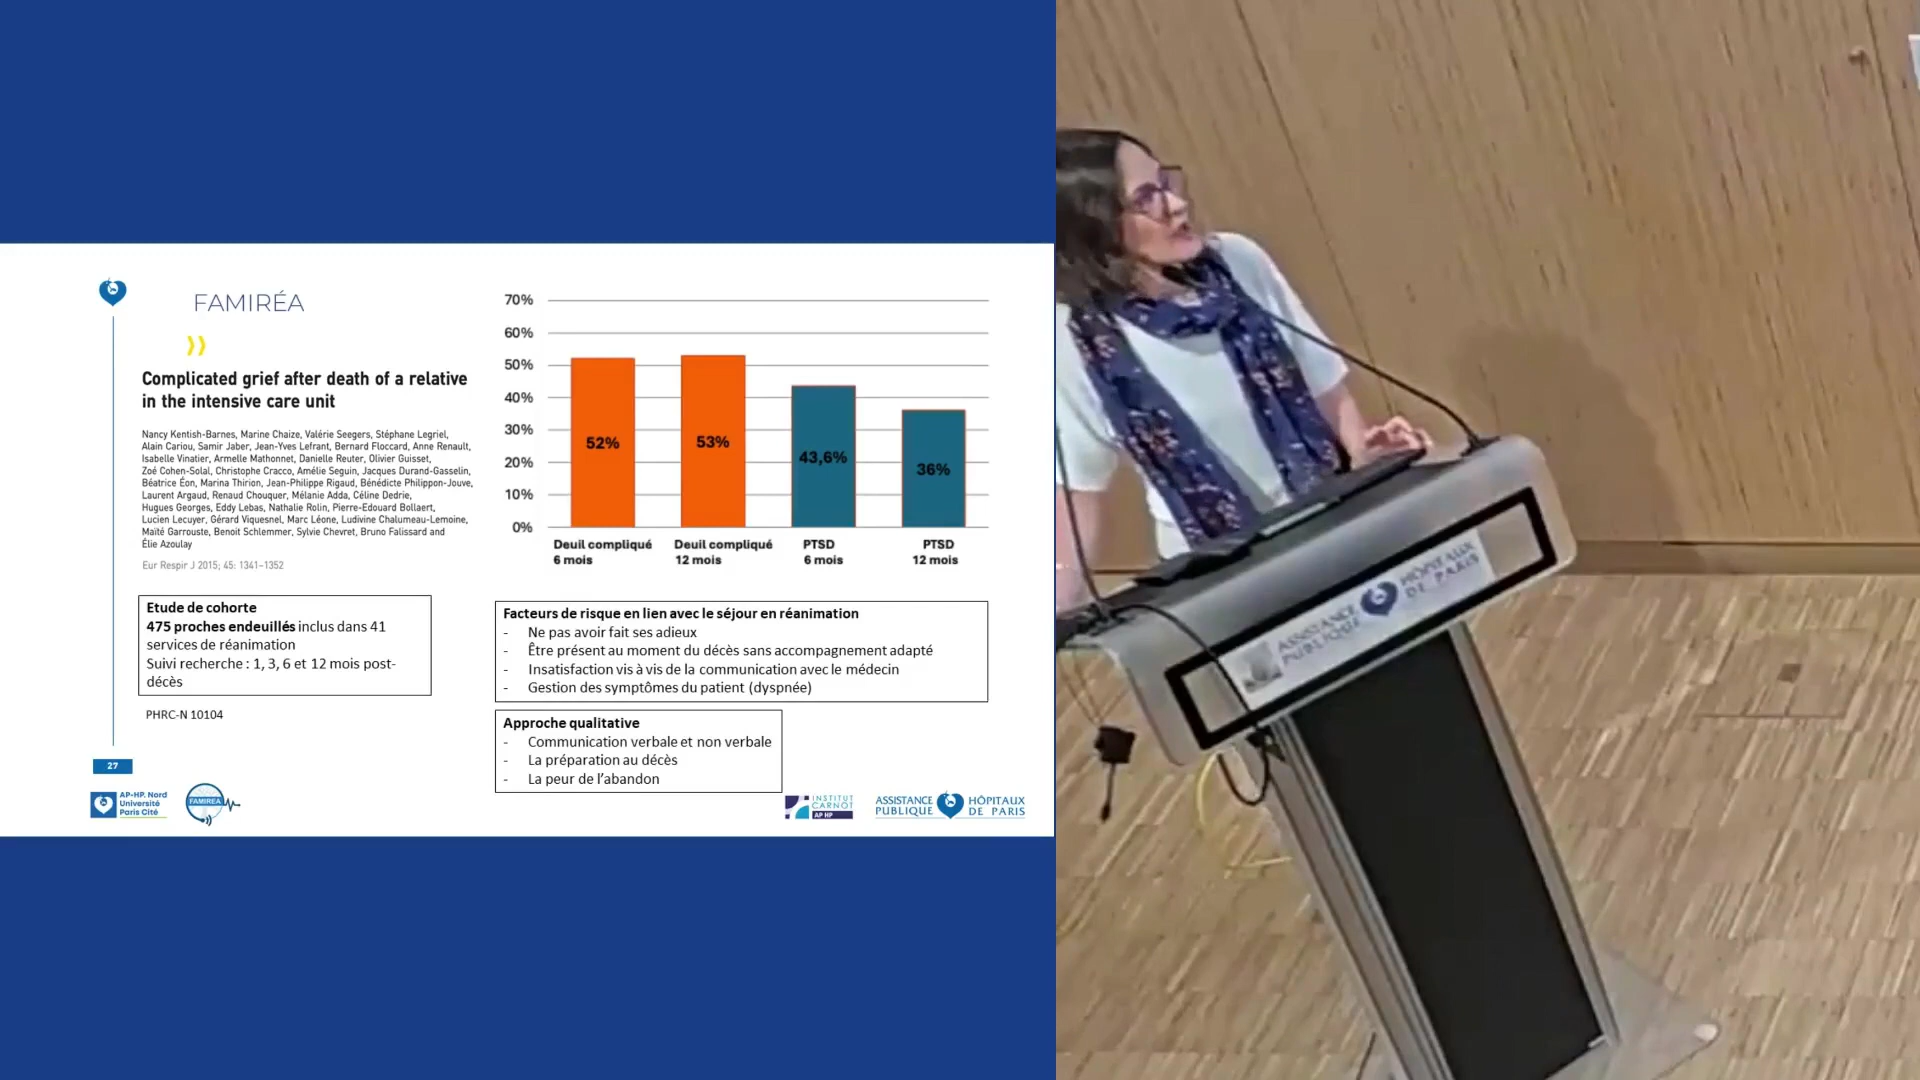 FAMIRÉA
Complicated grief after death of a relative
in the intensive care unit
Nancy Kentish-Barnes, Marine Chaize, Valérie Seegers, Stéphane Legriel,
Alain Cariou, Samir Jaber, Jean-Yves Lefrant, Bernard Floccard, Anne Renault,
Isabelle Vinatier, Armelle Mathonnet, Danielle Reuter, Olivier Guisset,
Zoé Cohen-Solal, Christophe Cracco, Amélie Seguin, Jacques Durand-Gasselin,
Béatrice Éon, Marina Thirion, Jean-Philippe Rigaud, Bénédicte Philippon-Jouve,
Laurent Argaud, Renaud Chouquer, Mélanie Adda, Céline Dedrie,
Hugues Georges, Eddy Lebas, Nathalie Rolin, Pierre-Edouard Bollaert,
Lucien Lecuyer, Gérard Viquesnel, Marc Léone, Ludivine Chalumeau-Lemoine,
Maïté Garrouste, Benoit Schlemmer, Sylvie Chevret, Bruno Falissard and
Élie Azoulay
Eur Respir J 2015; 45: 1341–1352
Etude de cohorte
475 proches endeuillés inclus dans 41
services de réanimation
Suivi recherche : 1, 3, 6 et 12 mois post-
décès
PHRC-N 10104
27
AP-HP. Nord
Université
Paris Cité
FAMIREA
70%
60%
50%
40%
30%
20%
10%
0%
52%
53%
43,6%
36%
Deuil compliqué
6 mois
Deuil compliqué
12 mois
PTSD
6 mois
PTSD
12 mois
Facteurs de risque en lien avec le séjour en réanimation
- Ne pas avoir fait ses adieux
- Être présent au moment du décès sans accompagnement adapté
- Insatisfaction vis à vis de la communication avec le médecin
- Gestion des symptômes du patient (dyspnée)
Approche qualitative
- Communication verbale et non verbale
- La préparation au décès
- La peur de l'abandon
INSTITUT
CARNOT
AP HP
ASSISTANCE HÔPITAUX
PUBLIQUE DE PARIS
ASSISTANCE HÔPITAUX
PUBLIQUE DE PARIS